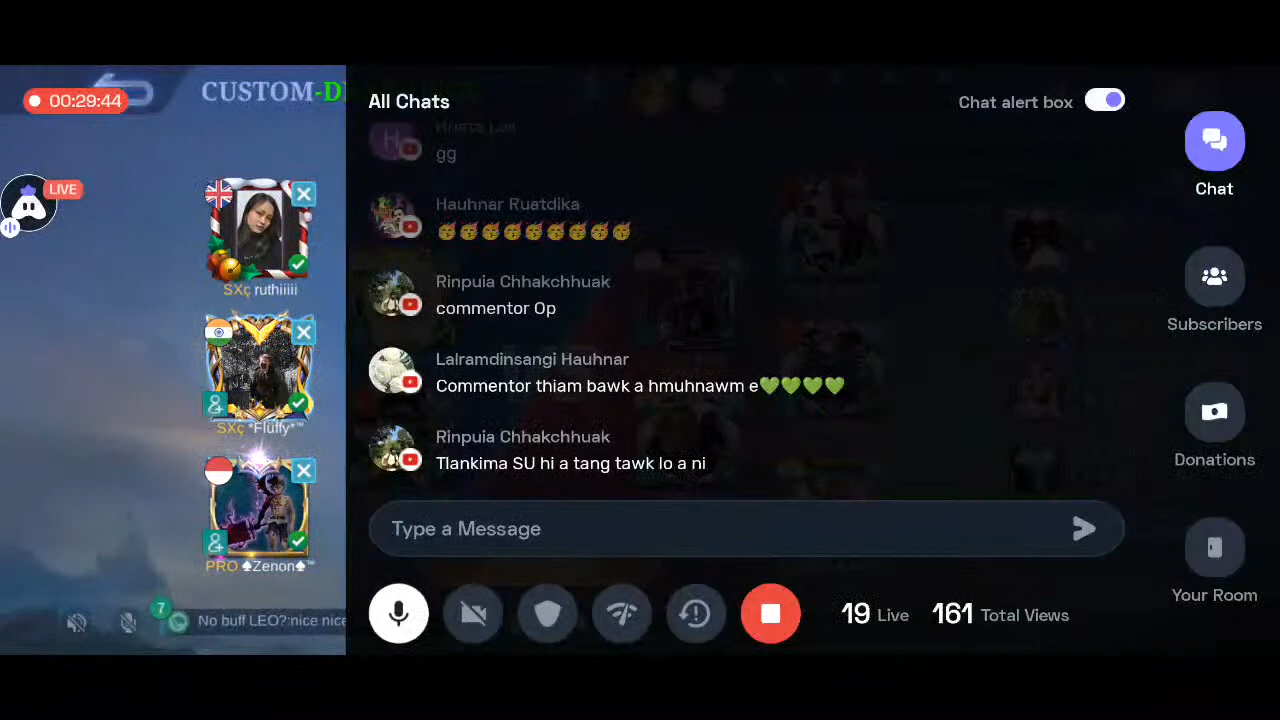 00:29:44
CUSTOM-D
All Chats
Chat alert box
LIVE
gg
Hauhnar Ruatdika
🥳🥳🥳🥳🥳🥳🥳🥳🥳
Rinpuia Chhakchhuak
commentor Op
Lalramdinsangi Hauhnar
Commentor thiam bawk a hmuhnawm e💚💚💚💚
Rinpuia Chhakchhuak
Tlankima SU hi a tang tawk lo a ni
Type a Message
SXç ruthiiiii
SXç *Fluffy*™
PRO ♠Zenon♠™
7
No buff LEO?:nice nice
19 Live 161 Total Views
Chat
Subscribers
Donations
Your Room
H